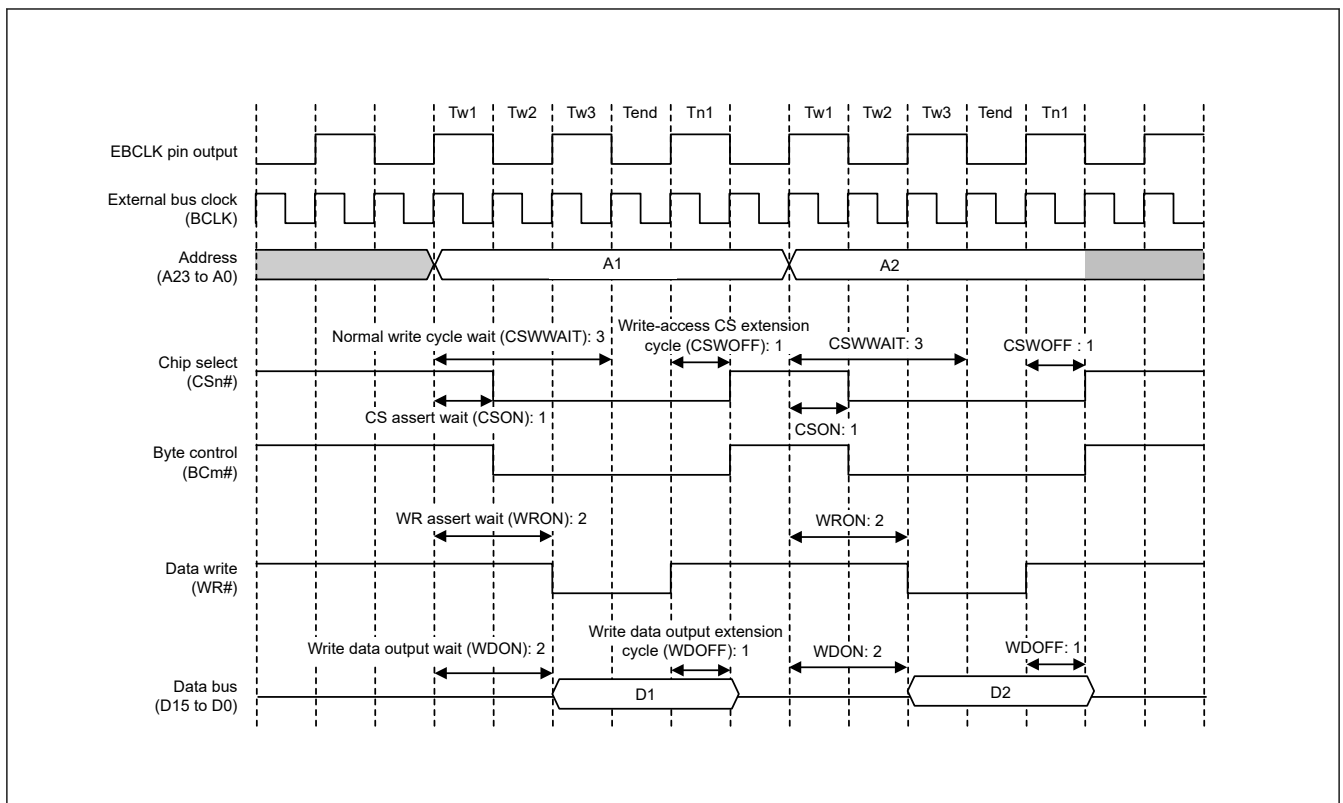 Tw1 Tw2 Tw3 Tend Tn1 Tw1 Tw2 Tw3 Tend Tn1
EBCLK pin output
External bus clock
(BCLK)
Address
(A23 to A0)
A1 A2
Normal write cycle wait (CSWWAIT): 3
Write-access CS extension
cycle (CSWOFF): 1
CSWWAIT: 3
CSWOFF : 1
Chip select
(CSn#)
CS assert wait (CSON): 1
CSON: 1
Byte control
(BCm#)
WR assert wait (WRON): 2
WRON: 2
Data write
(WR#)
Write data output wait (WDON): 2
Write data output extension
cycle (WDOFF): 1
WDON: 2
WDOFF: 1
Data bus
(D15 to D0)
D1 D2